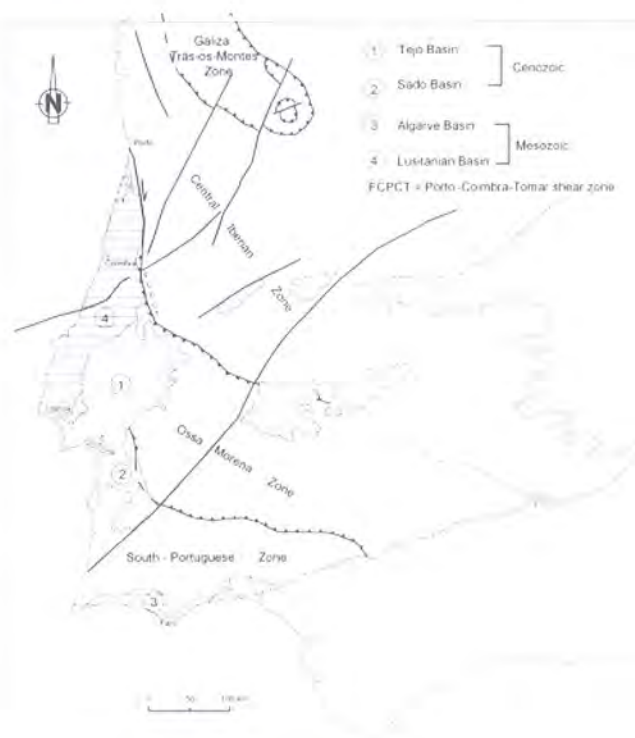 Galiza
Trás-os-Montes
Zone
N
Porto
Central
Iberian
Zone
4
1
2
Ossa
Morena
Zone
South - Portuguese Zone
3
Faro
0 50 100 km
1 Tejo Basin
Cenozoic
2 Sado Basin
3 Algarve Basin
Mesozoic
4 Lusitanian Basin
FCPCT = Porto-Coimbra-Tomar shear zone